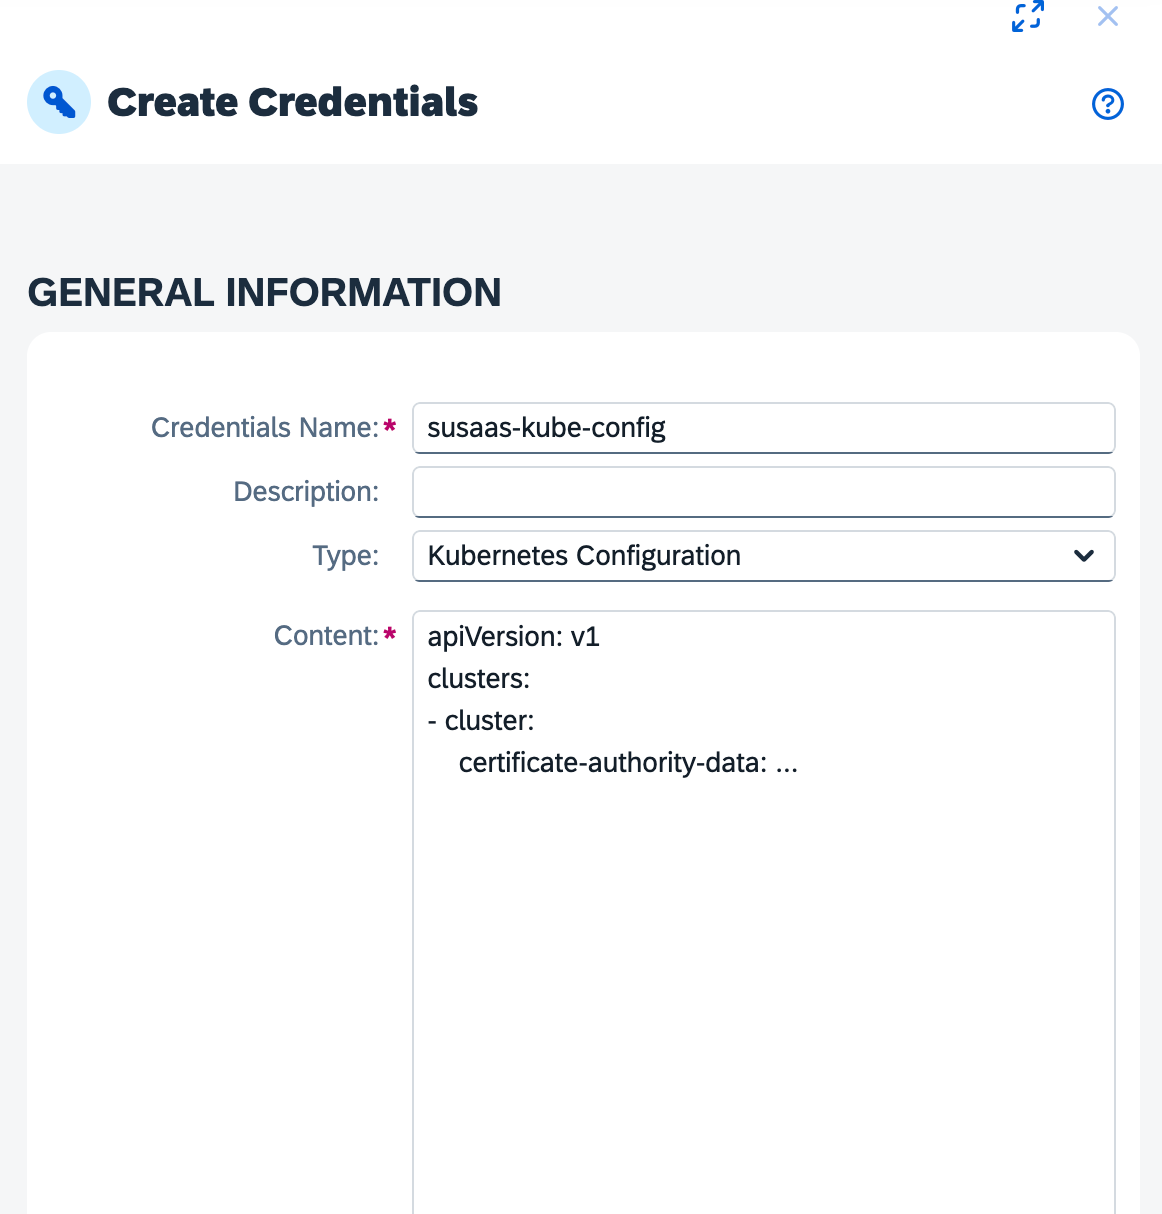 Create Credentials
GENERAL INFORMATION
Credentials Name:* susaas-kube-config
Description:
Type: Kubernetes Configuration
Content:* apiVersion: v1
clusters:
- cluster:
certificate-authority-data: ...